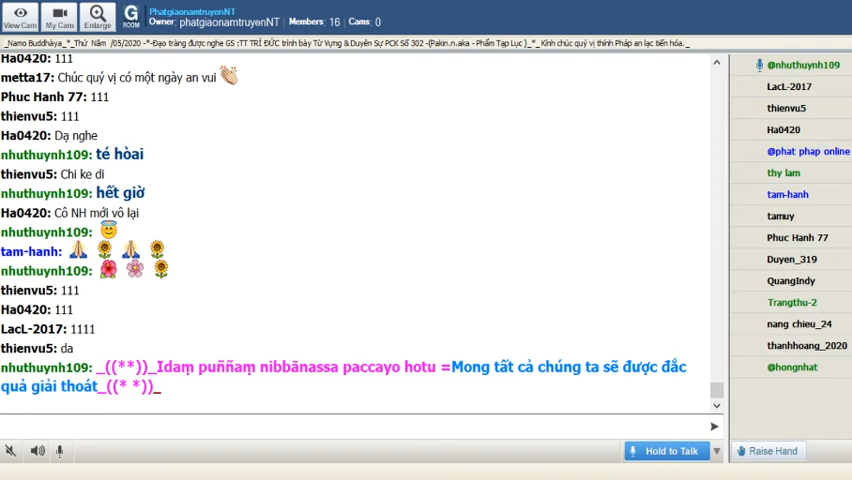 PhatgiaonamtruyenNT
Owner: phatgiaonamtruyenNT Members: 16 Cams: 0
View Cam My Cam Enlarge ROOM
_Namo Buddhàya_*_Thứ Năm /05/2020 -*-Đạo tràng được nghe GS :TT TRÍ ĐỨC trình bày Từ Vựng &Duyên Sự PCK Số 302 -(Pakin.n.aka - Phẩm Tạp Lục )_*_ Kính chúc quý vị thính Pháp an lạc tiến hóa._
Ha0420: 111
metta17: Chúc quý vị có một ngày an vui
Phuc Hanh 77: 111
thienvu5: 111
Ha0420: Dạ nghe
nhuthuynh109: té hòai
thienvu5: Chi ke di
nhuthuynh109: hết giờ
Ha0420: Cô NH mới vô lại
nhuthuynh109:
tam-hanh:
nhuthuynh109:
thienvu5: 111
Ha0420: 111
LacL-2017: 1111
thienvu5: da
nhuthuynh109: _((**))_Idaṃ puññaṃ nibbānassa paccayo hotu =Mong tất cả chúng ta sẽ được đắc
quả giải thoát_((* *))_
@nhuthuynh109
LacL-2017
thienvu5
Ha0420
@phat phap online
thy lam
tam-hanh
tamuy
Phuc Hanh 77
Duyen_319
QuangIndy
Trangthu-2
nang chieu_24
thanhhoang_2020
@hongnhat
Hold to Talk
Raise Hand